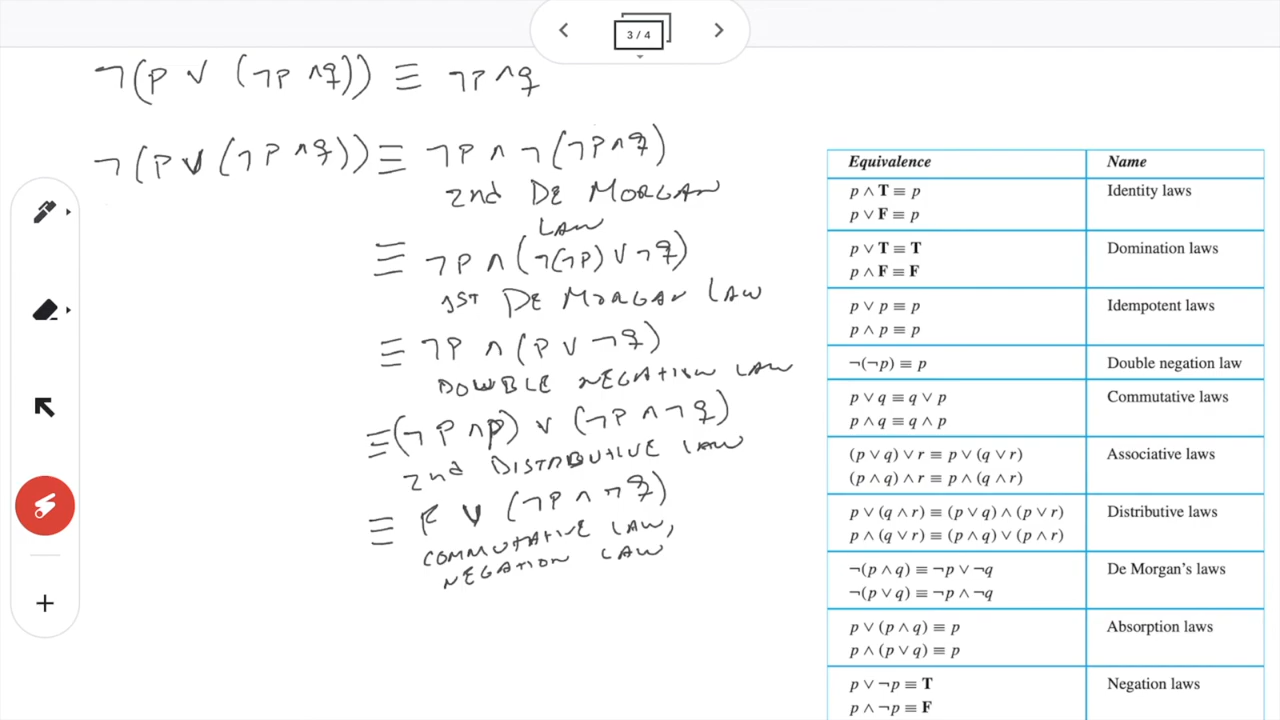 3 / 4
¬(p ∨ (¬p ∧ q)) ≡ ¬p ∧ q
¬(p ∨ (¬p ∧ q)) ≡ ¬p ∧ ¬(¬p ∧ q)
2nd DE MORGAN
LAW
≡ ¬p ∧ (¬(¬p) ∨ ¬q)
1ST DE MORGAN LAW
≡ ¬p ∧ (p ∨ ¬q)
DOUBLE NEGATION LAW
≡ (¬p ∧ p) ∨ (¬p ∧ ¬q)
2nd DISTRIBUTIVE LAW
≡ F ∨ (¬p ∧ ¬q)
COMMUTATIVE LAW,
NEGATION LAW
Equivalence Name
p ∧ T ≡ p Identity laws
p ∨ F ≡ p
p ∨ T ≡ T Domination laws
p ∧ F ≡ F
p ∨ p ≡ p Idempotent laws
p ∧ p ≡ p
¬(¬p) ≡ p Double negation law
p ∨ q ≡ q ∨ p Commutative laws
p ∧ q ≡ q ∧ p
(p ∨ q) ∨ r ≡ p ∨ (q ∨ r) Associative laws
(p ∧ q) ∧ r ≡ p ∧ (q ∧ r)
p ∨ (q ∧ r) ≡ (p ∨ q) ∧ (p ∨ r) Distributive laws
p ∧ (q ∨ r) ≡ (p ∧ q) ∨ (p ∧ r)
¬(p ∧ q) ≡ ¬p ∨ ¬q De Morgan's laws
¬(p ∨ q) ≡ ¬p ∧ ¬q
p ∨ (p ∧ q) ≡ p Absorption laws
p ∧ (p ∨ q) ≡ p
p ∨ ¬p ≡ T Negation laws
p ∧ ¬p ≡ F